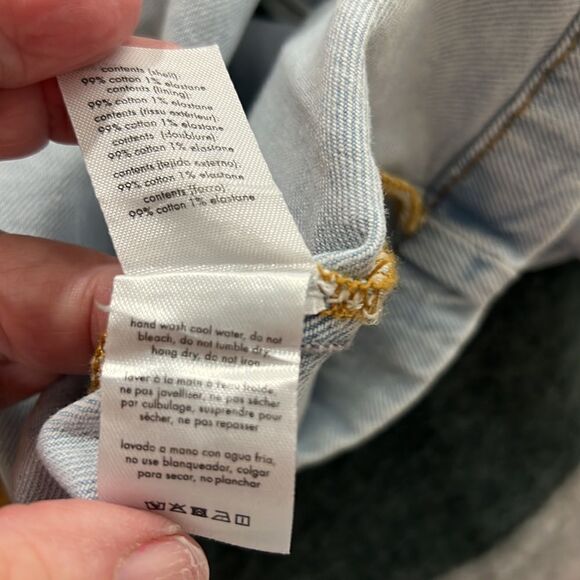 contents (shell):
99% cotton 1% elastane
contents (lining):
99% cotton 1% elastane
contents (tissu extérieur):
99% cotton 1% elastane
contents (doublure)
99% cotton 1% elastane
contents (tejido externo):
99% cotton 1% elastane
contents (forro)
99% cotton 1% elastane
hand wash cool water, do not
bleach, do not tumble dry
hang dry, do not iron
laver à la main à l'eau froide,
ne pas javelliser, ne pas sécher
par culbulage, suspendre pour
sécher, ne pas repasser
lavado a mano con agua fria,
no use blanqueador, colgar
para secar, no planchar